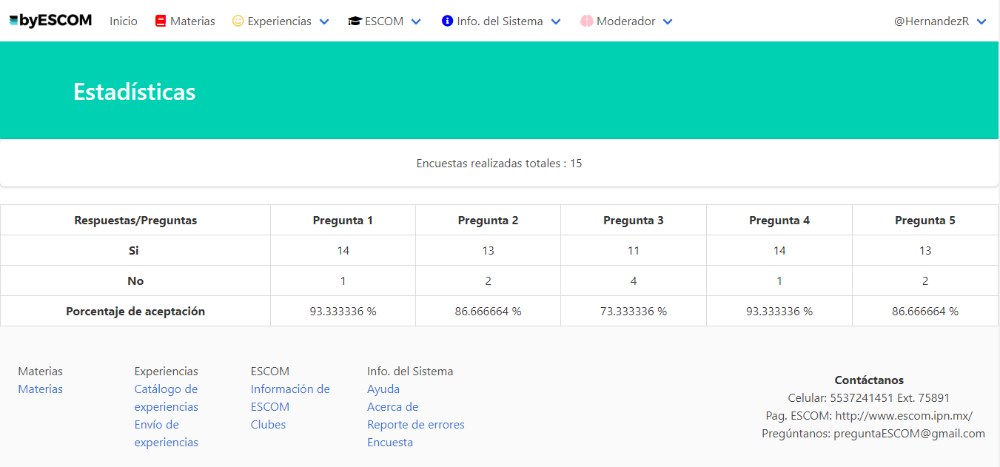 byESCOM Inicio Materias Experiencias ESCOM Info. del Sistema Moderador @HernandezR
Estadísticas
Encuestas realizadas totales : 15
Respuestas/Preguntas Pregunta 1 Pregunta 2 Pregunta 3 Pregunta 4 Pregunta 5
Si 14 13 11 14 13
No 1 2 4 1 2
Porcentaje de aceptación 93.333336 % 86.666664 % 73.333336 % 93.333336 % 86.666664 %
Materias
Materias
Experiencias
Catálogo de
experiencias
Envío de
experiencias
ESCOM
Información de
ESCOM
Clubes
Info. del Sistema
Ayuda
Acerca de
Reporte de errores
Encuesta
Contáctanos
Celular: 5537241451 Ext. 75891
Pag. ESCOM: http://www.escom.ipn.mx/
Pregúntanos: preguntaESCOM@gmail.com